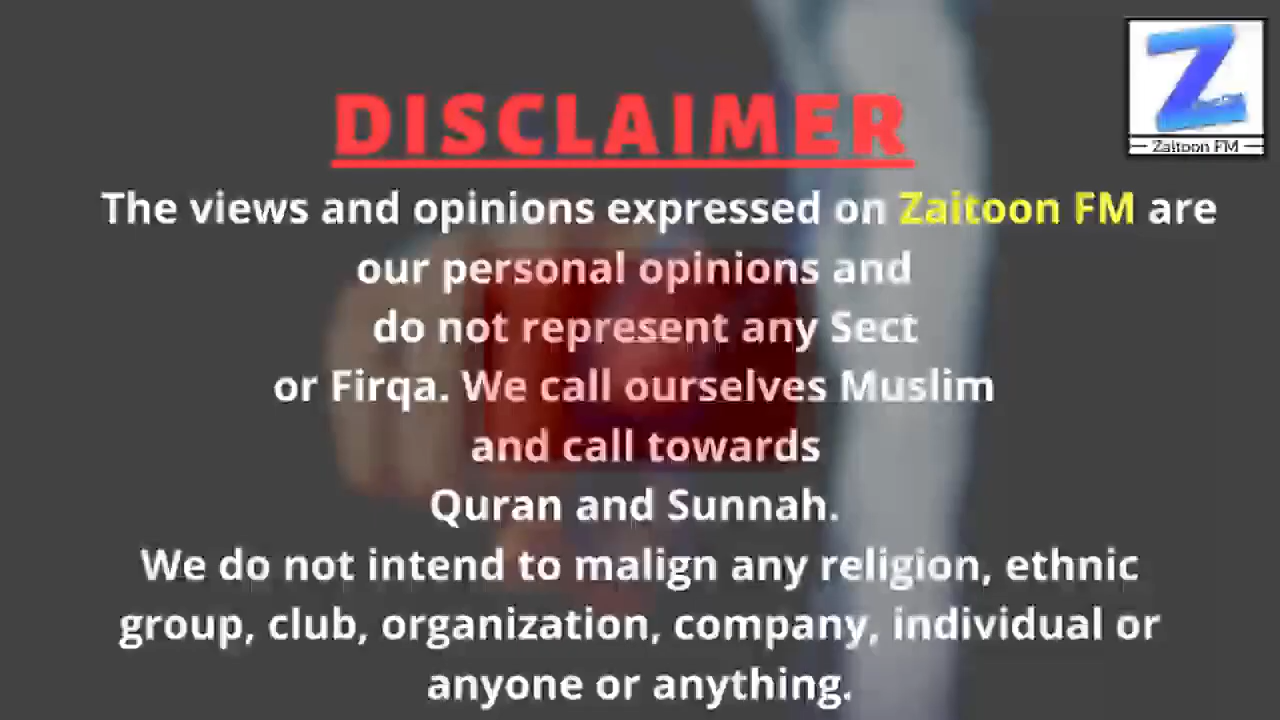 Z
Zaitoon FM
DISCLAIMER
The views and opinions expressed on Zaitoon FM are
our personal opinions and
do not represent any Sect
or Firqa. We call ourselves Muslim
and call towards
Quran and Sunnah.
We do not intend to malign any religion, ethnic
group, club, organization, company, individual or
anyone or anything.